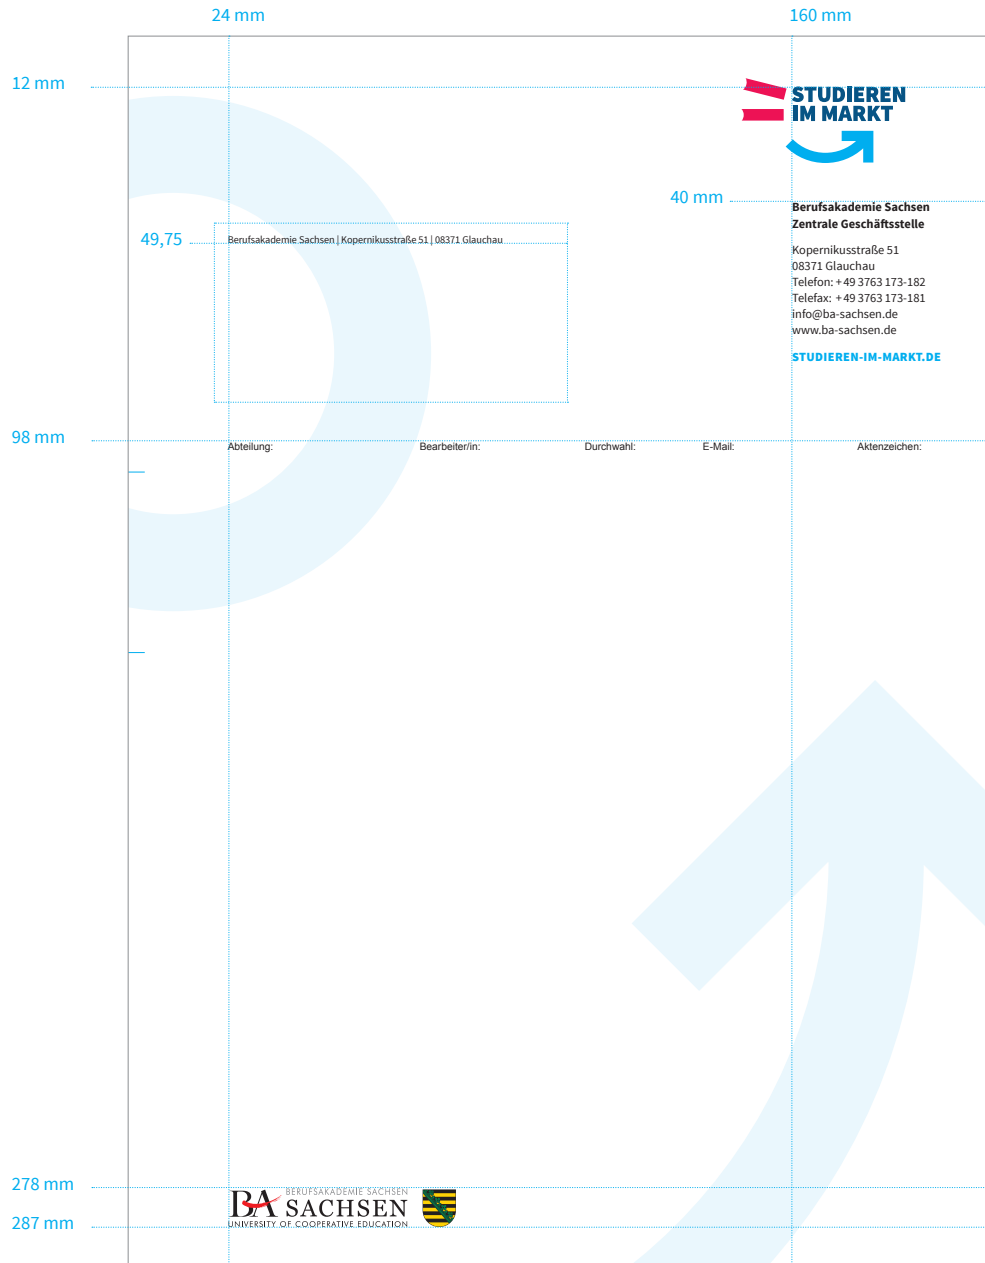 24 mm
160 mm
12 mm
STUDIEREN
IM MARKT
40 mm
Berufsakademie Sachsen
Zentrale Geschäftsstelle
49,75
Berufsakademie Sachsen | Kopernikusstraße 51 | 08371 Glauchau
Kopernikusstraße 51
08371 Glauchau
Telefon: +49 3763 173-182
Telefax: +49 3763 173-181
info@ba-sachsen.de
www.ba-sachsen.de
STUDIEREN-IM-MARKT.DE
98 mm
Abteilung: Bearbeiter/in: Durchwahl: E-Mail: Aktenzeichen:
278 mm
BERUFSAKADEMIE SACHSEN
BA SACHSEN
UNIVERSITY OF COOPERATIVE EDUCATION
287 mm